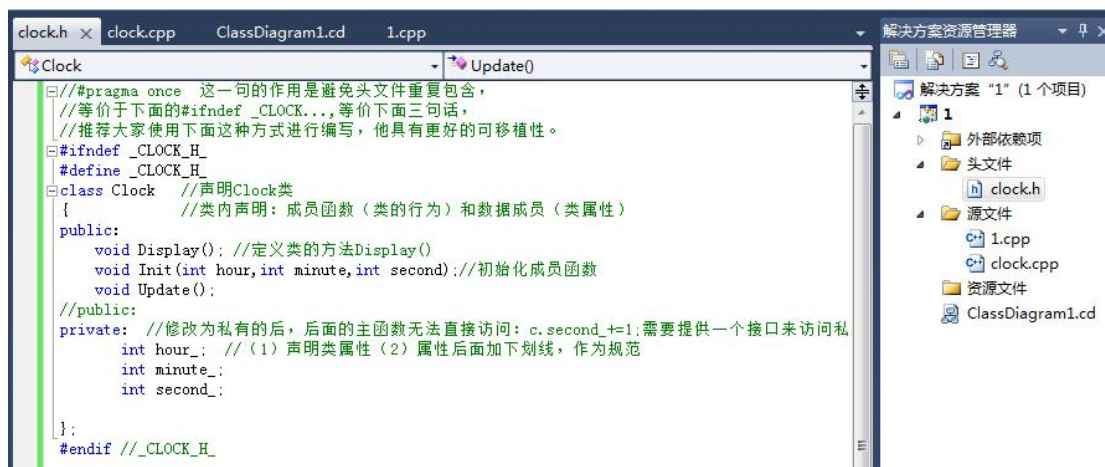 clock.h × clock.cpp ClassDiagram1.cd 1.cpp
Clock Update()
//#pragma once 这一句的作用是避免头文件重复包含，
//等价于下面的#ifndef _CLOCK...,等价下面三句话，
//推荐大家使用下面这种方式进行编写，他具有更好的可移植性。
#ifndef _CLOCK_H_
#define _CLOCK_H_
class Clock //声明Clock类
{ //类内声明：成员函数（类的行为）和数据成员（类属性）
public:
void Display(); //定义类的方法Display()
void Init(int hour,int minute,int second);//初始化成员函数
void Update();
//public:
private: //修改为私有的后，后面的主函数无法直接访问：c.second_+=1;需要提供一个接口来访问私
int hour_; //（1）声明类属性（2）属性后面加下划线，作为规范
int minute_;
int second_;
};
#endif //_CLOCK_H_
解决方案资源管理器
解决方案 "1" (1 个项目)
1
外部依赖项
头文件
clock.h
源文件
1.cpp
clock.cpp
资源文件
ClassDiagram1.cd